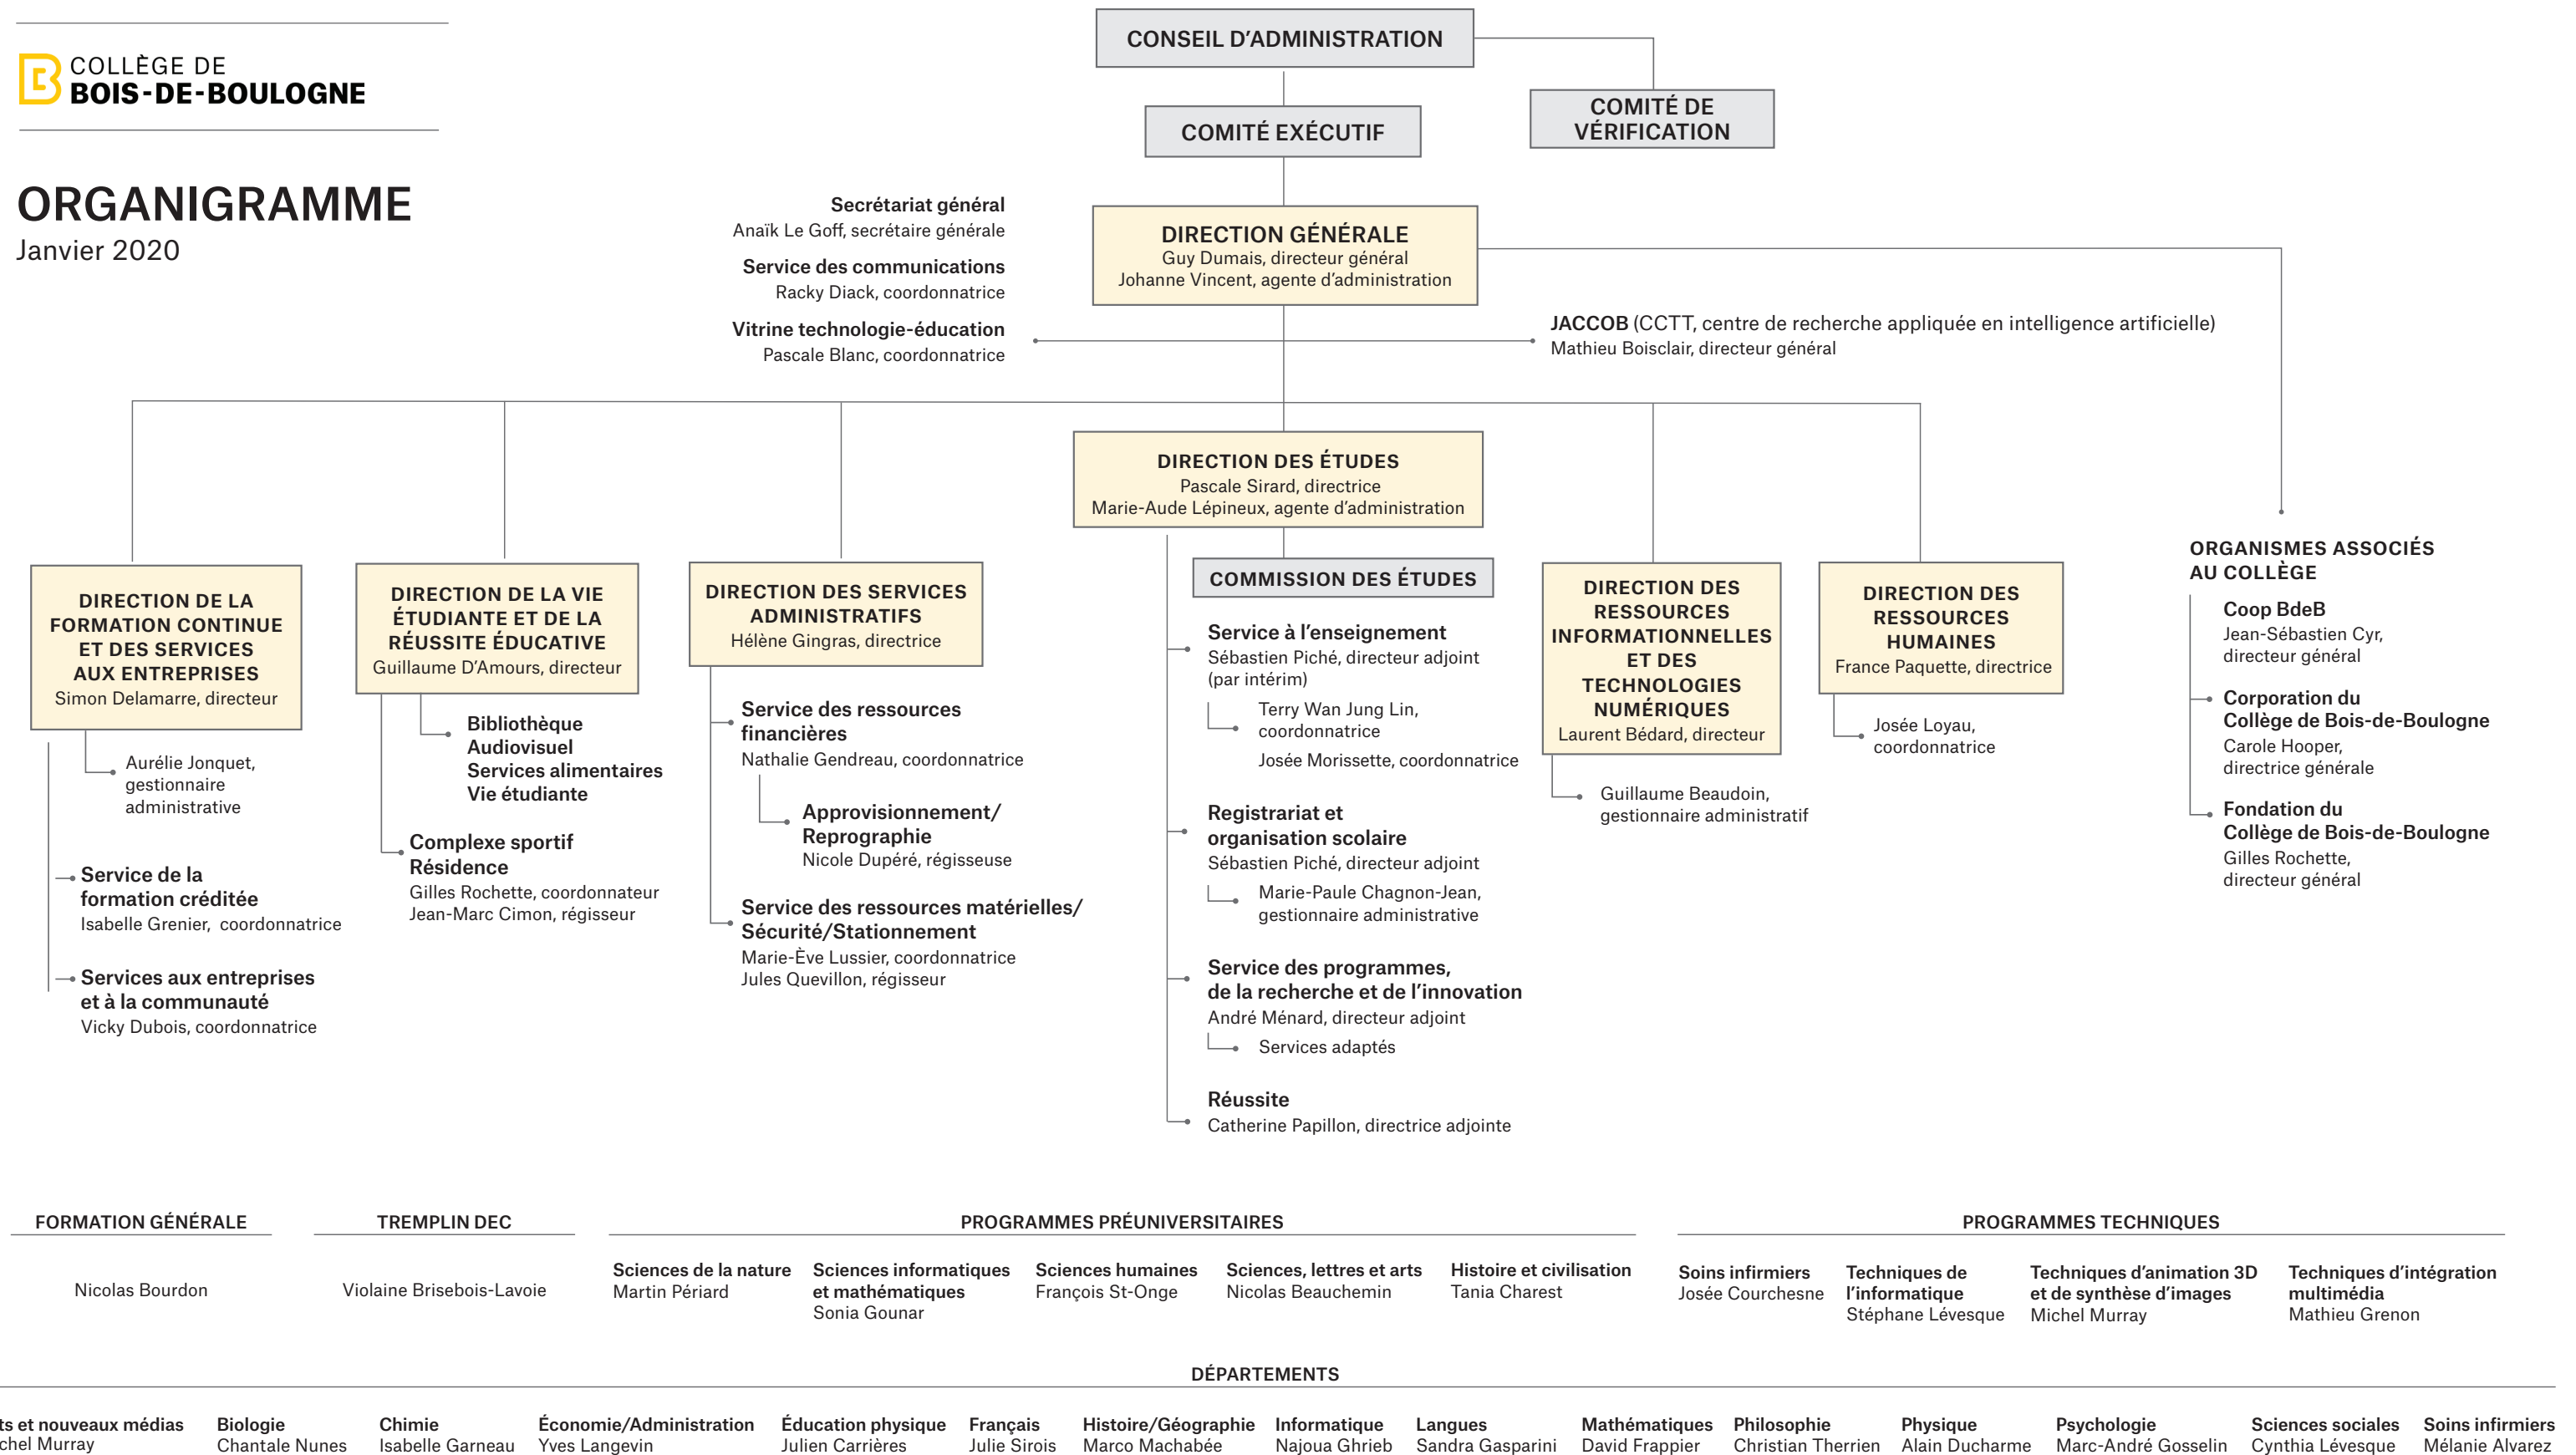 COLLÈGE DE
BOIS-DE-BOULOGNE
ORGANIGRAMME
Janvier 2020
CONSEIL D’ADMINISTRATION
COMITÉ DE
VÉRIFICATION
COMITÉ EXÉCUTIF
DIRECTION GÉNÉRALE
Guy Dumais, directeur général
Johanne Vincent, agente d’administration
Secrétariat général
Anaïk Le Goff, secrétaire générale
Service des communications
Racky Diack, coordonnatrice
Vitrine technologie-éducation
Pascale Blanc, coordonnatrice
JACCOB (CCTT, centre de recherche appliquée en intelligence artificielle)
Mathieu Boisclair, directeur général
DIRECTION DE LA
FORMATION CONTINUE
ET DES SERVICES
AUX ENTREPRISES
Simon Delamarre, directeur
Aurélie Jonquet,
gestionnaire
administrative
Service de la
formation créditée
Isabelle Grenier, coordonnatrice
Services aux entreprises
et à la communauté
Vicky Dubois, coordonnatrice
DIRECTION DE LA VIE
ÉTUDIANTE ET DE LA
RÉUSSITE ÉDUCATIVE
Guillaume D’Amours, directeur
Bibliothèque
Audiovisuel
Services alimentaires
Vie étudiante
Complexe sportif
Résidence
Gilles Rochette, coordonnateur
Jean-Marc Cimon, régisseur
DIRECTION DES SERVICES
ADMINISTRATIFS
Hélène Gingras, directrice
Service des ressources
financières
Nathalie Gendreau, coordonnatrice
Approvisionnement/
Reprographie
Nicole Dupéré, régisseuse
Service des ressources matérielles/
Sécurité/Stationnement
Marie-Ève Lussier, coordonnatrice
Jules Quevillon, régisseur
DIRECTION DES ÉTUDES
Pascale Sirard, directrice
Marie-Aude Lépineux, agente d’administration
COMMISSION DES ÉTUDES
Service à l’enseignement
Sébastien Piché, directeur adjoint
(par intérim)
Terry Wan Jung Lin,
coordonnatrice
Josée Morissette, coordonnatrice
Registrariat et
organisation scolaire
Sébastien Piché, directeur adjoint
Marie-Paule Chagnon-Jean,
gestionnaire administrative
Service des programmes,
de la recherche et de l’innovation
André Ménard, directeur adjoint
Services adaptés
Réussite
Catherine Papillon, directrice adjointe
DIRECTION DES
RESSOURCES
INFORMATIONNELLES
ET DES
TECHNOLOGIES
NUMÉRIQUES
Laurent Bédard, directeur
Guillaume Beaudoin,
gestionnaire administratif
DIRECTION DES
RESSOURCES
HUMAINES
France Paquette, directrice
Josée Loyau,
coordonnatrice
ORGANISMES ASSOCIÉS
AU COLLÈGE
Coop BdeB
Jean-Sébastien Cyr,
directeur général
Corporation du
Collège de Bois-de-Boulogne
Carole Hooper,
directrice générale
Fondation du
Collège de Bois-de-Boulogne
Gilles Rochette,
directeur général
FORMATION GÉNÉRALE
Nicolas Bourdon
TREMPLIN DEC
Violaine Brisebois-Lavoie
PROGRAMMES PRÉUNIVERSITAIRES
Sciences de la nature
Martin Périard
Sciences informatiques
et mathématiques
Sonia Gounar
Sciences humaines
François St-Onge
Sciences, lettres et arts
Nicolas Beauchemin
Histoire et civilisation
Tania Charest
PROGRAMMES TECHNIQUES
Soins infirmiers
Josée Courchesne
Techniques de
l’informatique
Stéphane Lévesque
Techniques d’animation 3D
et de synthèse d’images
Michel Murray
Techniques d’intégration
multimédia
Mathieu Grenon
DÉPARTEMENTS
ts et nouveaux médias
chel Murray
Biologie
Chantale Nunes
Chimie
Isabelle Garneau
Économie/Administration
Yves Langevin
Éducation physique
Julien Carrières
Français
Julie Sirois
Histoire/Géographie
Marco Machabée
Informatique
Najoua Ghrieb
Langues
Sandra Gasparini
Mathématiques
David Frappier
Philosophie
Christian Therrien
Physique
Alain Ducharme
Psychologie
Marc-André Gosselin
Sciences sociales
Cynthia Lévesque
Soins infirmiers
Mélanie Alvarez